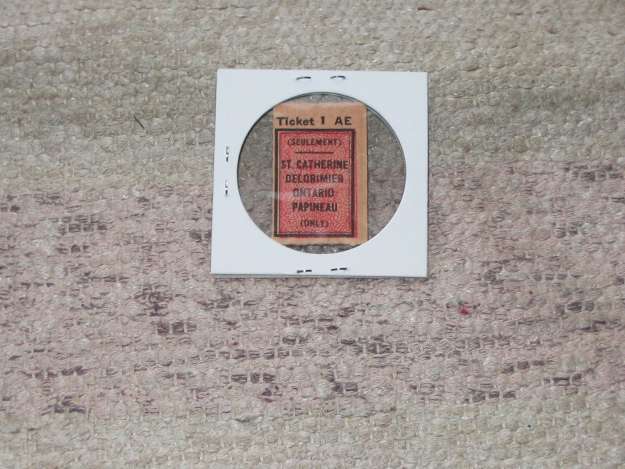 Ticket 1 AE
(SEULEMENT)
ST. CATHERINE
DELORIMIER
ONTARIO
PAPINEAU
(ONLY)